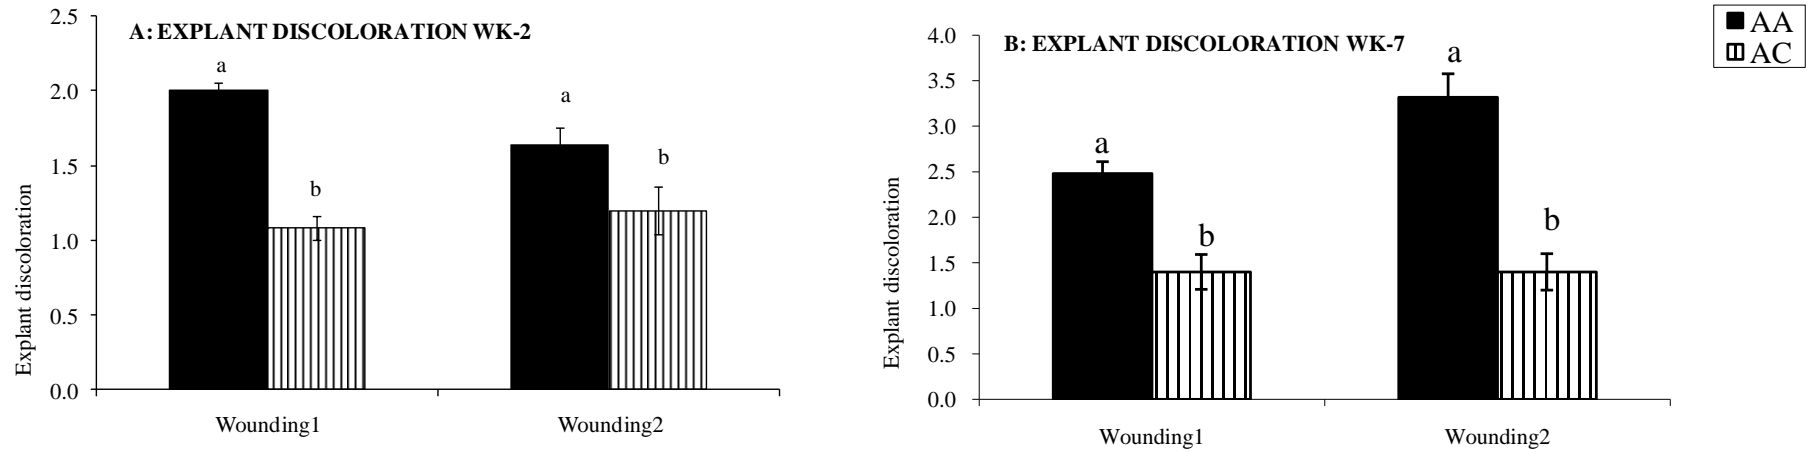 A: EXPLANT DISCOLORATION WK-2
Explant discoloration
2.5
2.0
1.5
1.0
0.5
0.0
a
b
a
b
Wounding1
Wounding2
B: EXPLANT DISCOLORATION WK-7
Explant discoloration
4.0
3.5
3.0
2.5
2.0
1.5
1.0
0.5
0.0
a
b
a
b
Wounding1
Wounding2
AA
AC